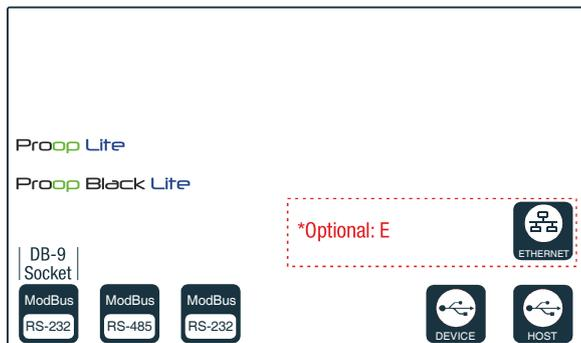 Proop Lite
Proop Black Lite
*Optional: E
ETHERNET
DB-9
Socket
ModBus
RS-232
ModBus
RS-485
ModBus
RS-232
DEVICE
HOST